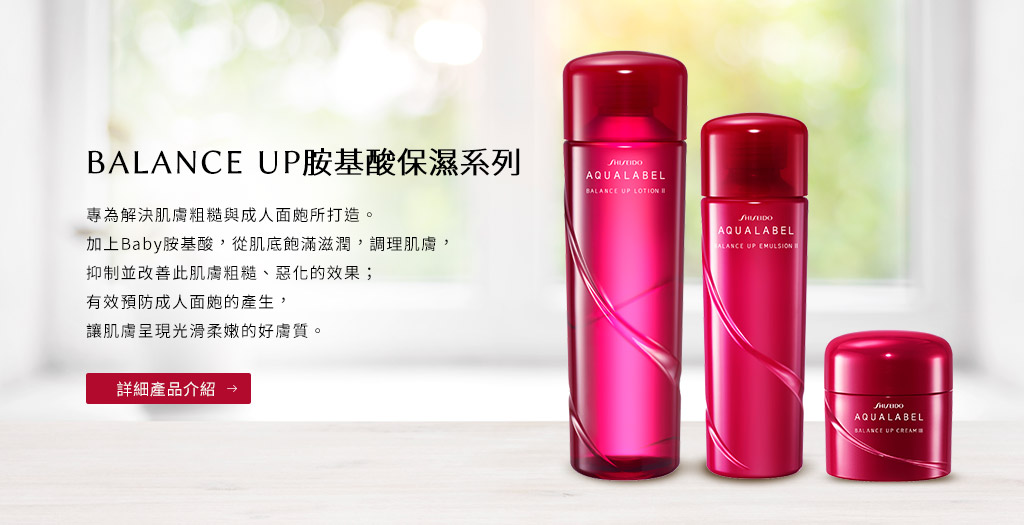 BALANCE UP胺基酸保濕系列
專為解決肌膚粗糙與成人面皰所打造。
加上Baby胺基酸，從肌底飽滿滋潤，調理肌膚，
抑制並改善此肌膚粗糙、惡化的效果；
有效預防成人面皰的產生，
讓肌膚呈現光滑柔嫩的好膚質。
詳細產品介紹 →
SHISEIDO
AQUALABEL
BALANCE UP LOTION II
SHISEIDO
AQUALABEL
BALANCE UP EMULSION II
SHISEIDO
AQUALABEL
BALANCE UP CREAM III